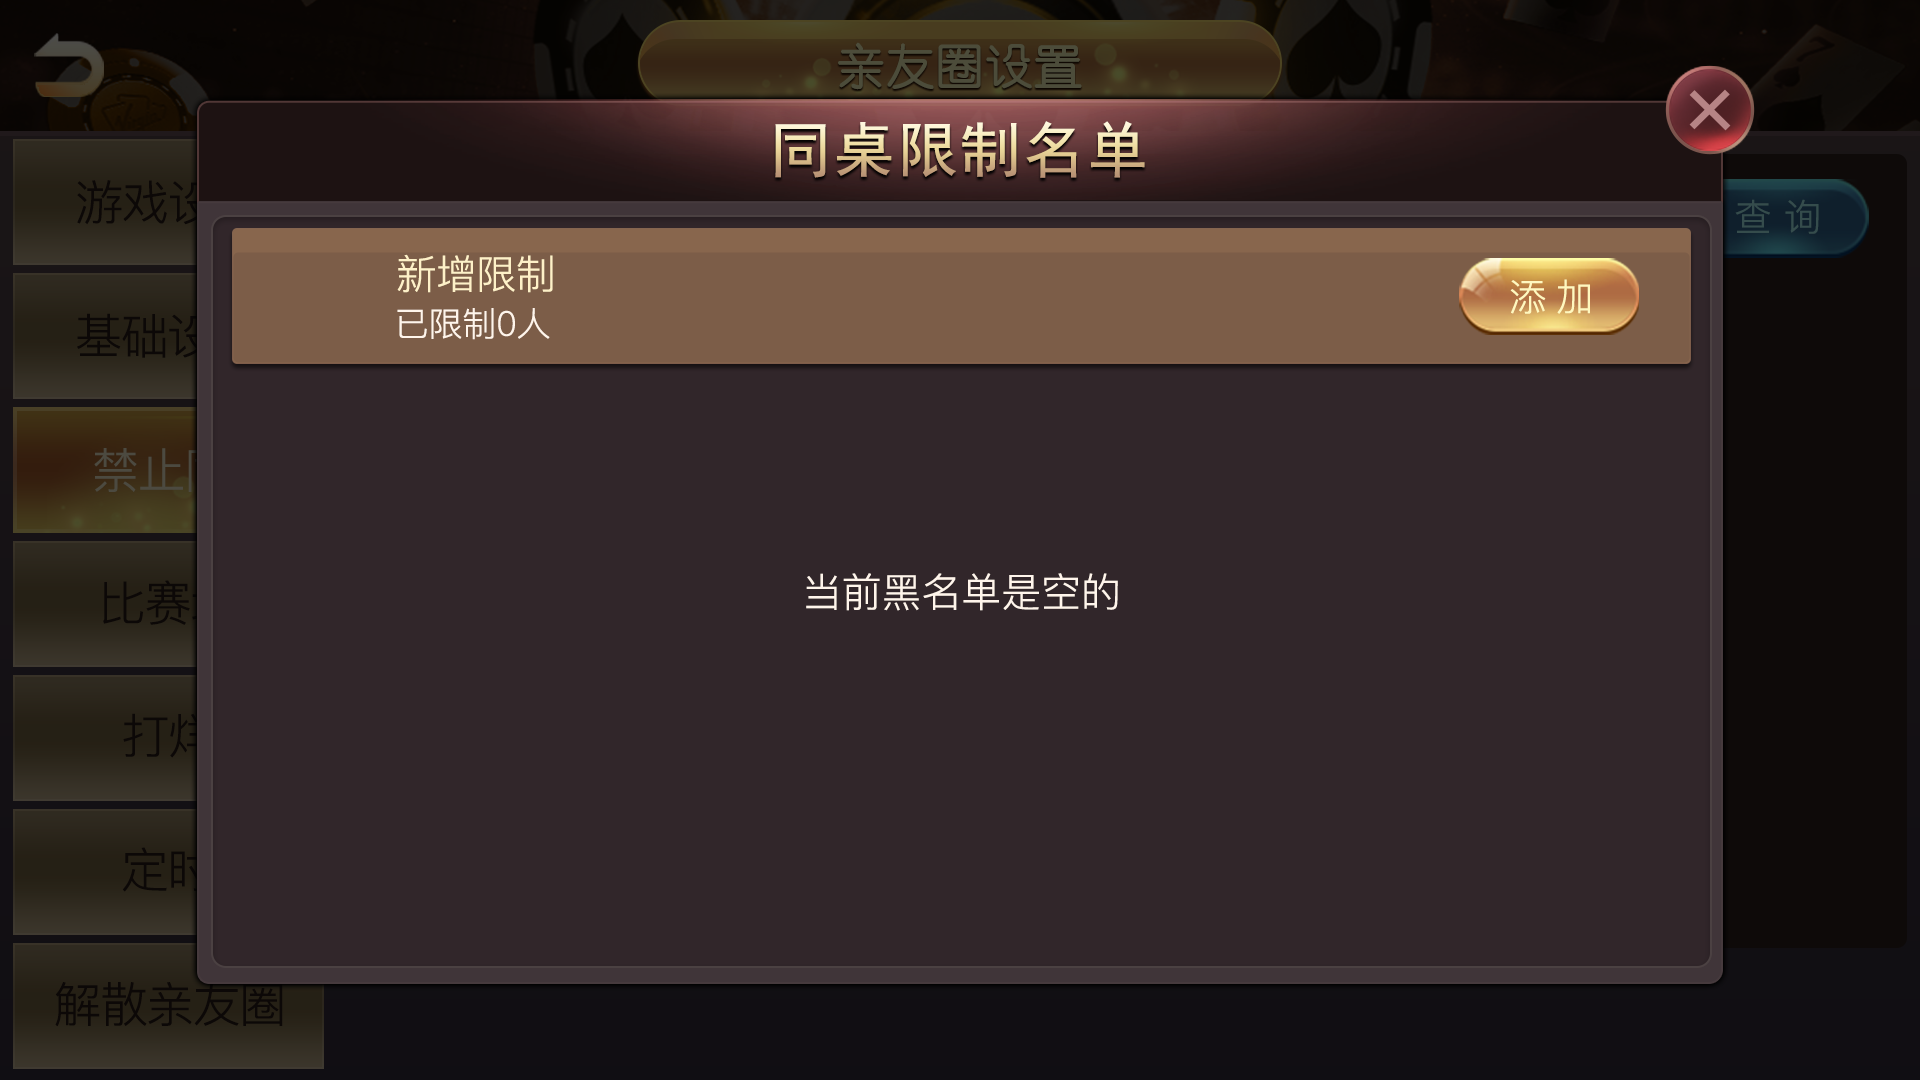 亲友圈设置
同桌限制名单
查询
新增限制
已限制0人
添加
当前黑名单是空的
游戏设
基础设
禁止
比赛
打烊
定时
解散亲友圈